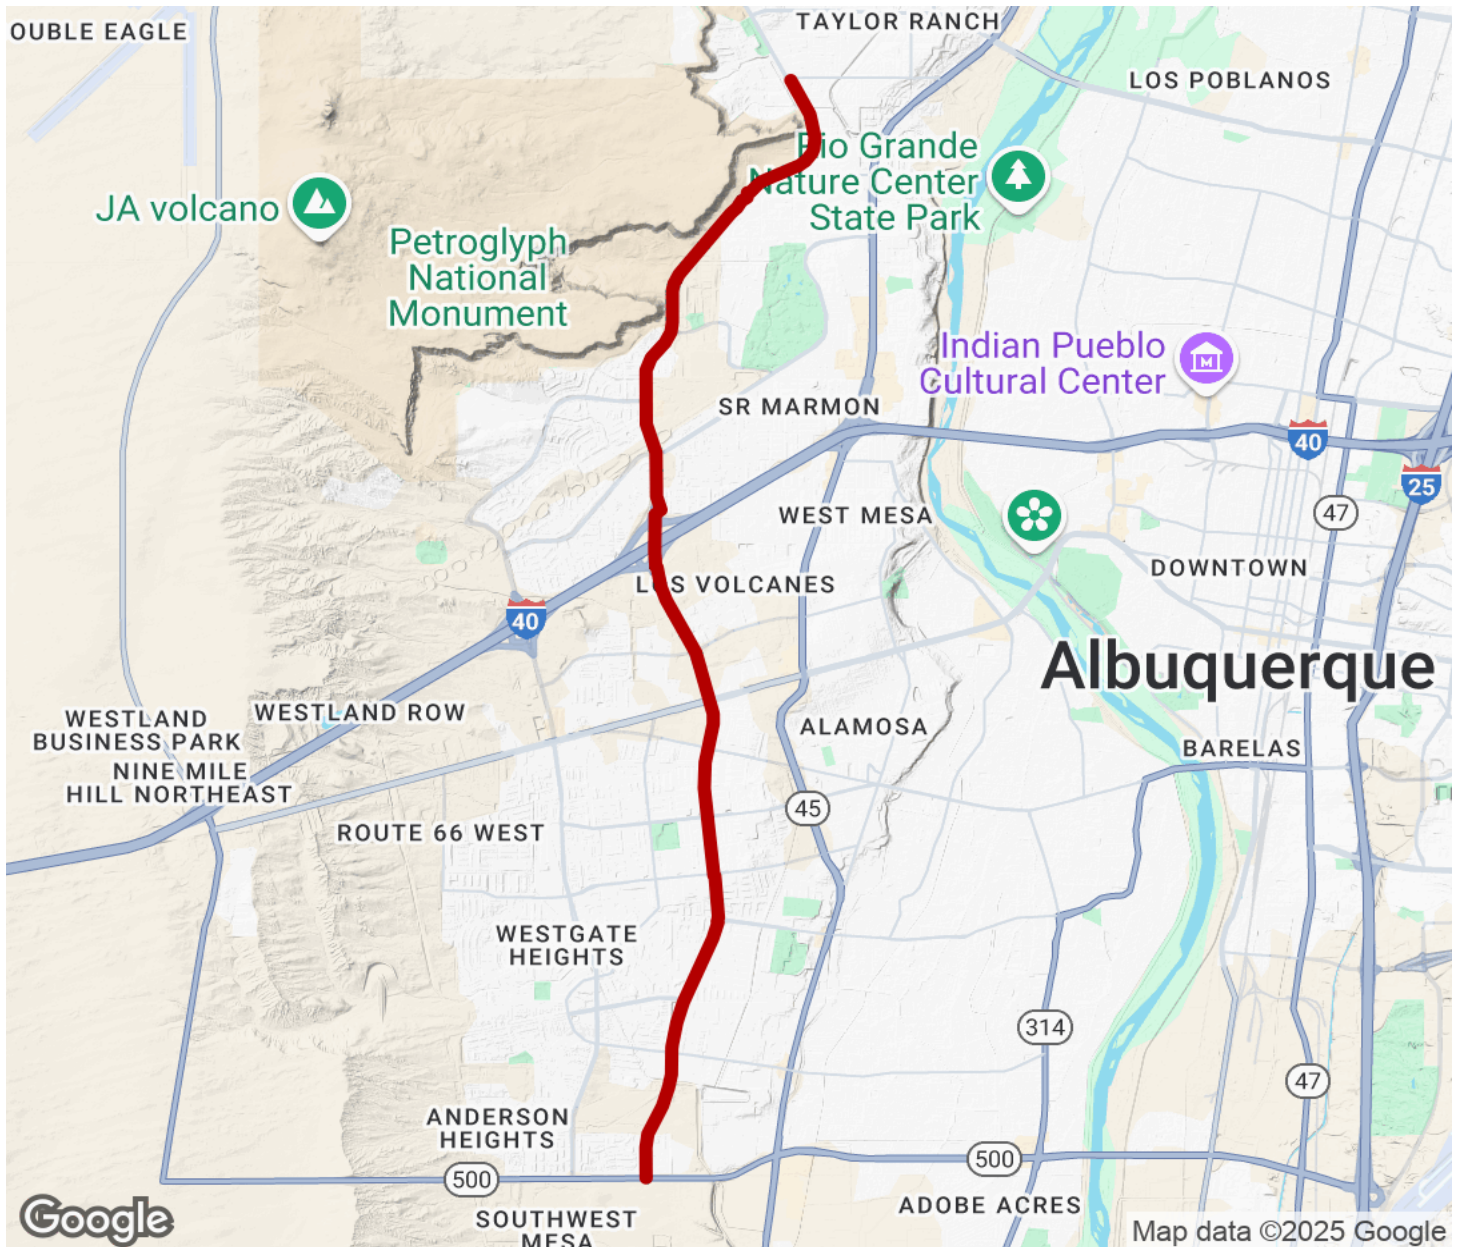 TAYLOR RANCH
OUBLE EAGLE
LOS POBLANOS
Rio Grande
Nature Center
State Park
JA volcano
Petroglyph
National
Monument
Indian Pueblo
Cultural Center
M
SR MARMON
40
25
47
WEST MESA
DOWNTOWN
LOS VOLCANES
40
Albuquerque
WESTLAND
BUSINESS PARK
WESTLAND ROW
ALAMOSA
BARELAS
NINE MILE
HILL NORTHEAST
45
ROUTE 66 WEST
WESTGATE
HEIGHTS
314
47
ANDERSON
HEIGHTS
500
500
ADOBE ACRES
SOUTHWEST
MESA
Google
Map data ©2025 Google